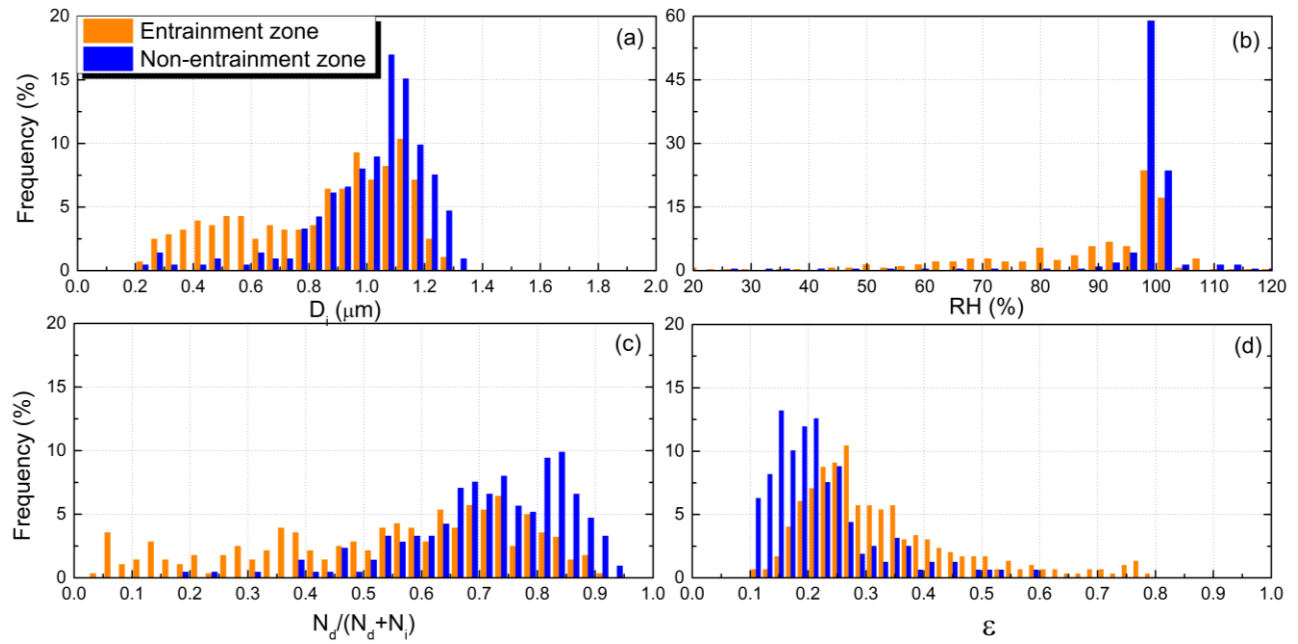 20
15
10
5
0
Frequency (%)
Entrainment zone
Non-entrainment zone
(a)
0.0 0.2 0.4 0.6 0.8 1.0 1.2 1.4 1.6 1.8 2.0
D_i (μm)
60
45
30
15
0
(b)
20 30 40 50 60 70 80 90 100 110 120
RH (%)
20
15
10
5
0
Frequency (%)
(c)
0.0 0.1 0.2 0.3 0.4 0.5 0.6 0.7 0.8 0.9 1.0
N_d/(N_d+N_i)
20
15
10
5
0
(d)
0.0 0.1 0.2 0.3 0.4 0.5 0.6 0.7 0.8 0.9 1.0
ε